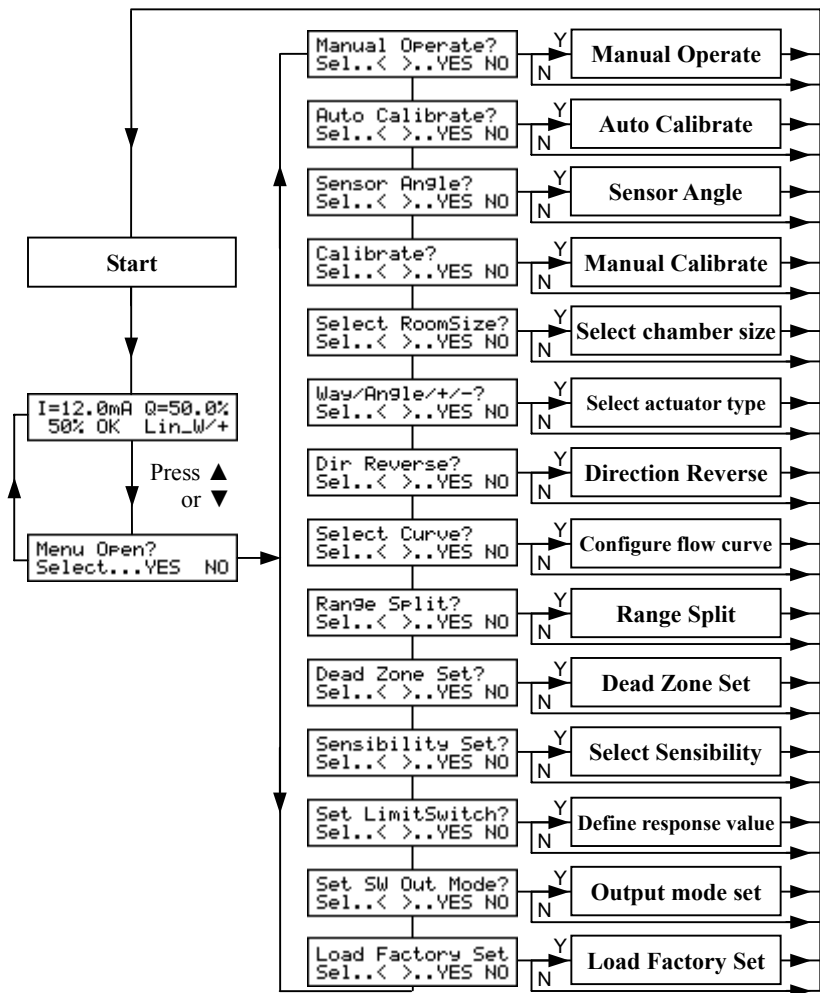 Start
I=12.0mA Q=50.0%
50% OK Lin_W/+
Press ▲
or ▼
Menu Open?
Select...YES NO
Manual Operate?
Sel..< >..YES NO
Y
N
Manual Operate
Auto Calibrate?
Sel..< >..YES NO
Y
N
Auto Calibrate
Sensor Angle?
Sel..< >..YES NO
Y
N
Sensor Angle
Calibrate?
Sel..< >..YES NO
Y
N
Manual Calibrate
Select RoomSize?
Sel..< >..YES NO
Y
N
Select chamber size
Way/Angle/+/-?
Sel..< >..YES NO
Y
N
Select actuator type
Dir Reverse?
Sel..< >..YES NO
Y
N
Direction Reverse
Select Curve?
Sel..< >..YES NO
Y
N
Configure flow curve
Range Split?
Sel..< >..YES NO
Y
N
Range Split
Dead Zone Set?
Sel..< >..YES NO
Y
N
Dead Zone Set
Sensibility Set?
Sel..< >..YES NO
Y
N
Select Sensibility
Set LimitSwitch?
Sel..< >..YES NO
Y
N
Define response value
Set SW Out Mode?
Sel..< >..YES NO
Y
N
Output mode set
Load Factory Set
Sel..< >..YES NO
Y
N
Load Factory Set